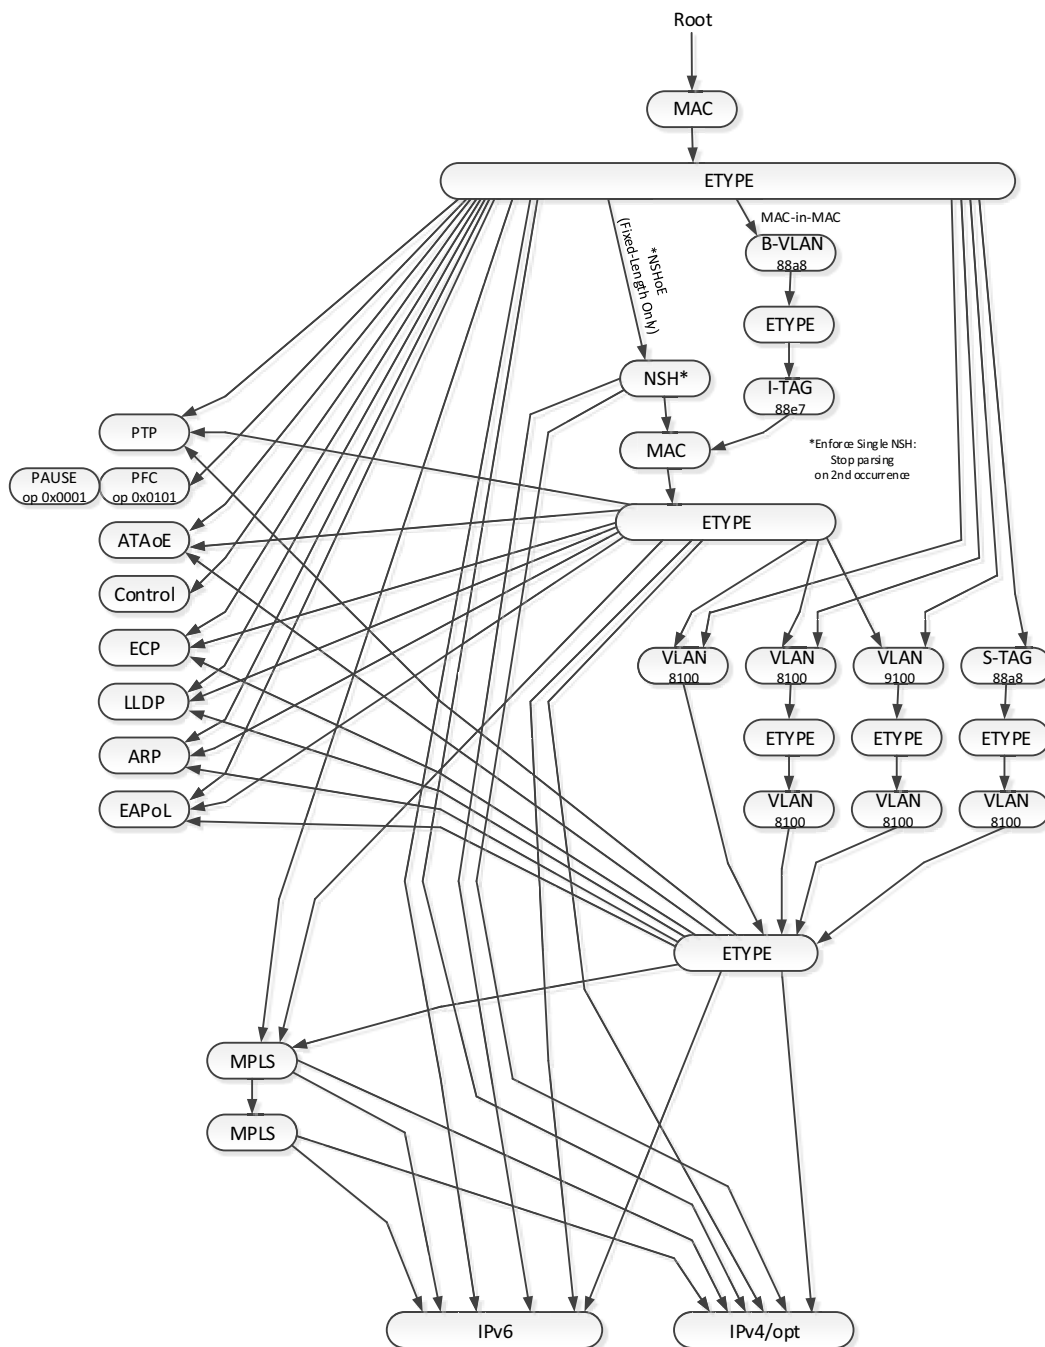 Root
MAC
ETYPE
MAC-in-MAC
B-VLAN
88a8
*NSHoE
(Fixed-Length Only)
ETYPE
NSH*
I-TAG
88e7
PTP
MAC
*Enforce Single NSH:
Stop parsing
on 2nd occurrence
PAUSE
op 0x0001
PFC
op 0x0101
ETYPE
ATAoE
Control
ECP
VLAN
8100
VLAN
8100
VLAN
9100
S-TAG
88a8
LLDP
ETYPE
ETYPE
ETYPE
ARP
EAPoL
VLAN
8100
VLAN
8100
VLAN
8100
ETYPE
MPLS
MPLS
IPv6
IPv4/opt